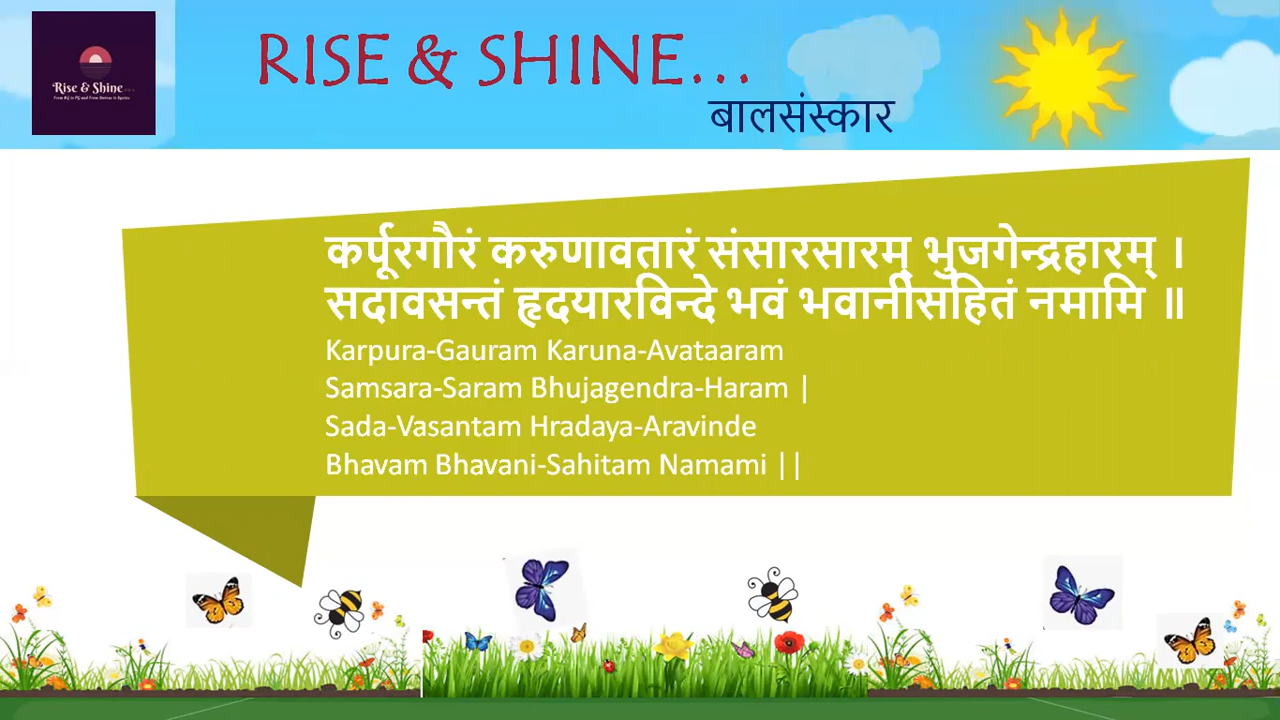 Rise & Shine...
RISE & SHINE...
बालसंस्कार
कर्पूरगौरं करुणावतारं संसारसारम् भुजगेन्द्रहारम् ।
सदावसन्तं हृदयारविन्दे भवं भवानीसहितं नमामि ॥
Karpura-Gauram Karuna-Avataaram
Samsara-Saram Bhujagendra-Haram |
Sada-Vasantam Hradaya-Aravinde
Bhavam Bhavani-Sahitam Namami ||